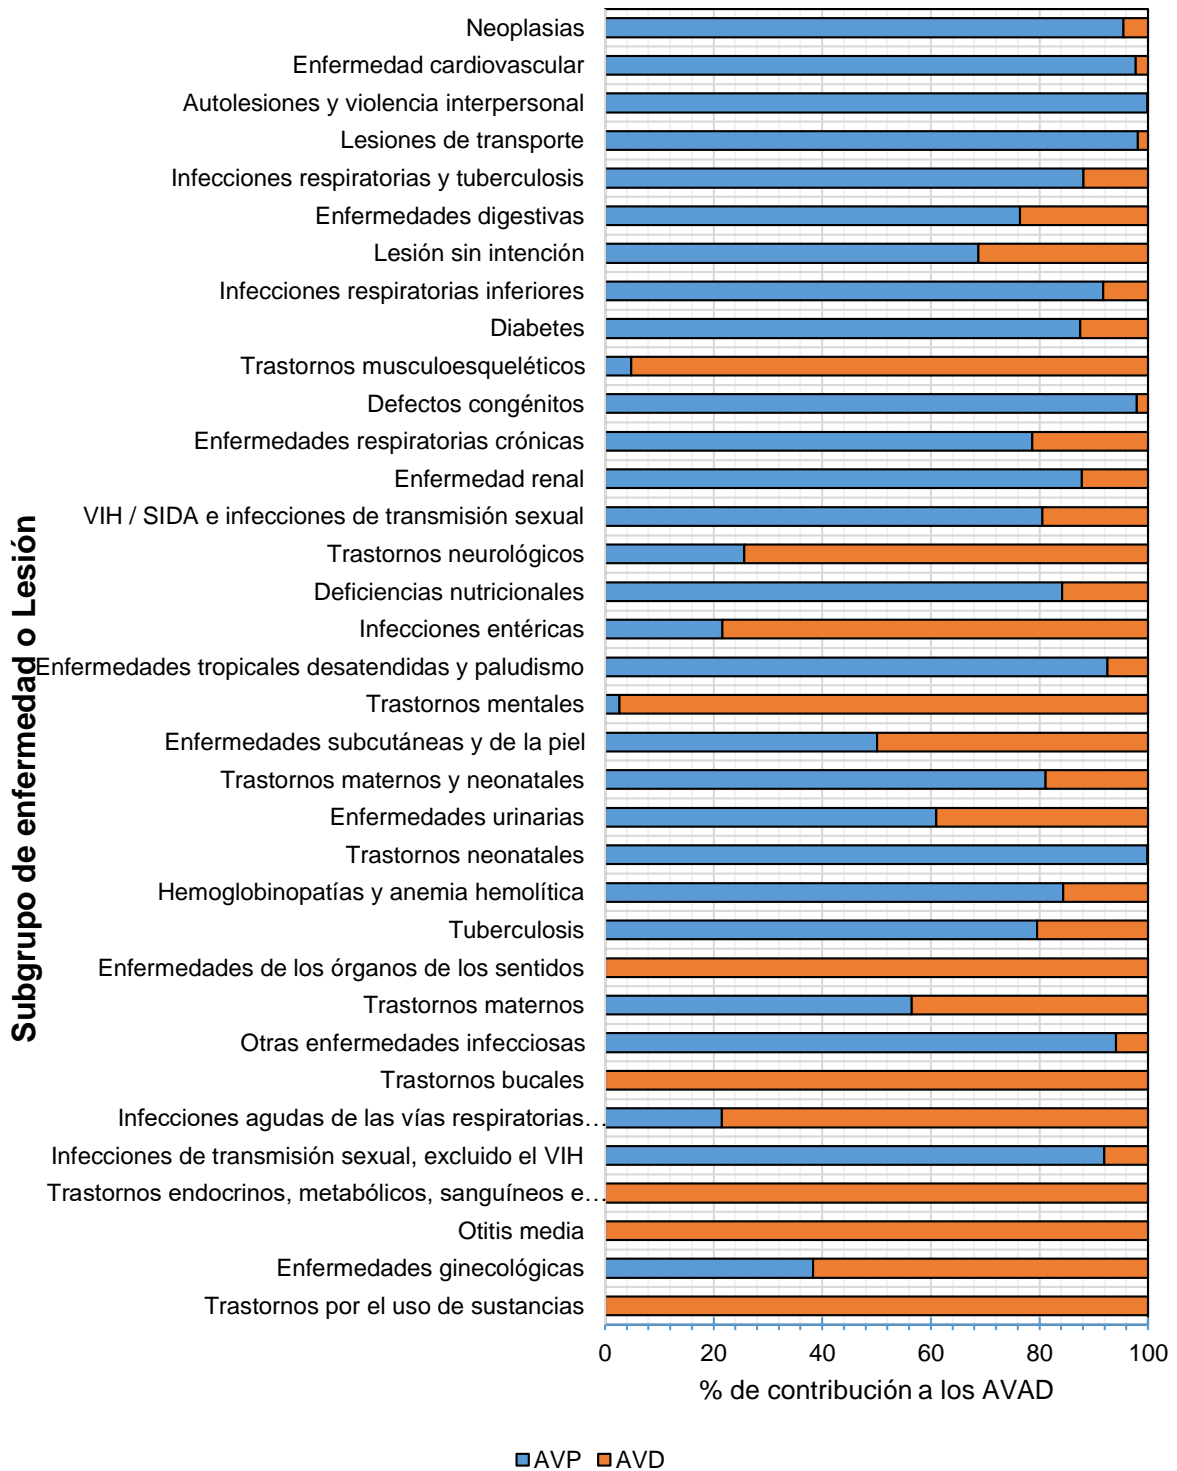 Neoplasias
Enfermedad cardiovascular
Autolesiones y violencia interpersonal
Lesiones de transporte
Infecciones respiratorias y tuberculosis
Enfermedades digestivas
Lesión sin intención
Infecciones respiratorias inferiores
Diabetes
Trastornos musculoesqueléticos
Defectos congénitos
Enfermedades respiratorias crónicas
Enfermedad renal
VIH / SIDA e infecciones de transmisión sexual
Trastornos neurológicos
Deficiencias nutricionales
Infecciones entéricas
Enfermedades tropicales desatendidas y paludismo
Trastornos mentales
Enfermedades subcutáneas y de la piel
Trastornos maternos y neonatales
Enfermedades urinarias
Trastornos neonatales
Hemoglobinopatías y anemia hemolítica
Tuberculosis
Enfermedades de los órganos de los sentidos
Trastornos maternos
Otras enfermedades infecciosas
Trastornos bucales
Infecciones agudas de las vías respiratorias…
Infecciones de transmisión sexual, excluido el VIH
Trastornos endocrinos, metabólicos, sanguíneos e…
Otitis media
Enfermedades ginecológicas
Trastornos por el uso de sustancias
Subgrupo de enfermedad o Lesión
0 20 40 60 80 100
% de contribución a los AVAD
AVP AVD